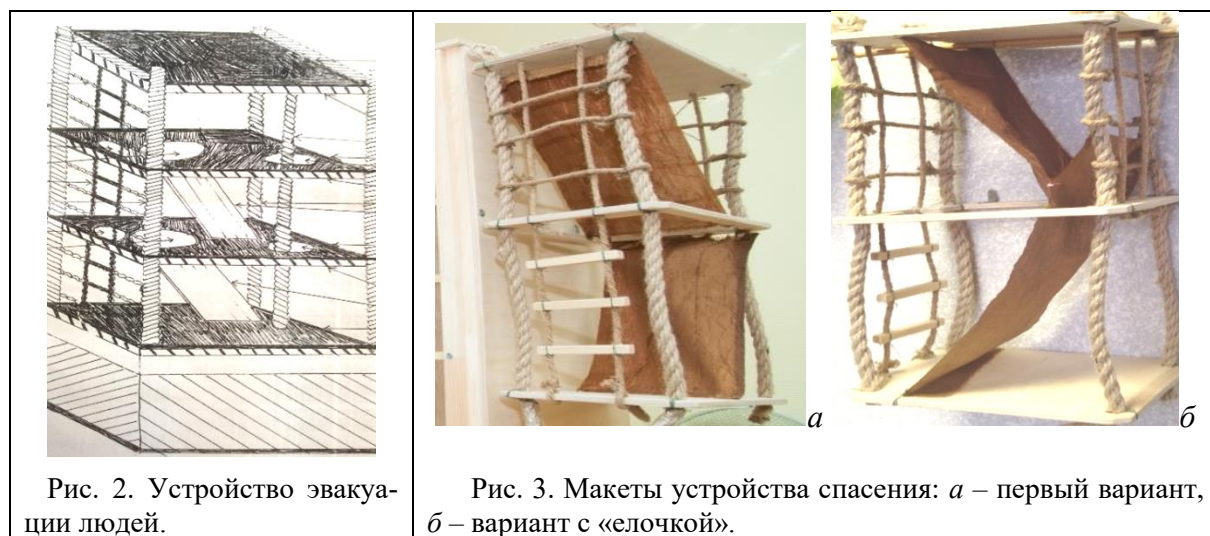 а
б
Рис. 2. Устройство эвакуа-
ции людей.
Рис. 3. Макеты устройства спасения: а – первый вариант,
б – вариант с «елочкой».